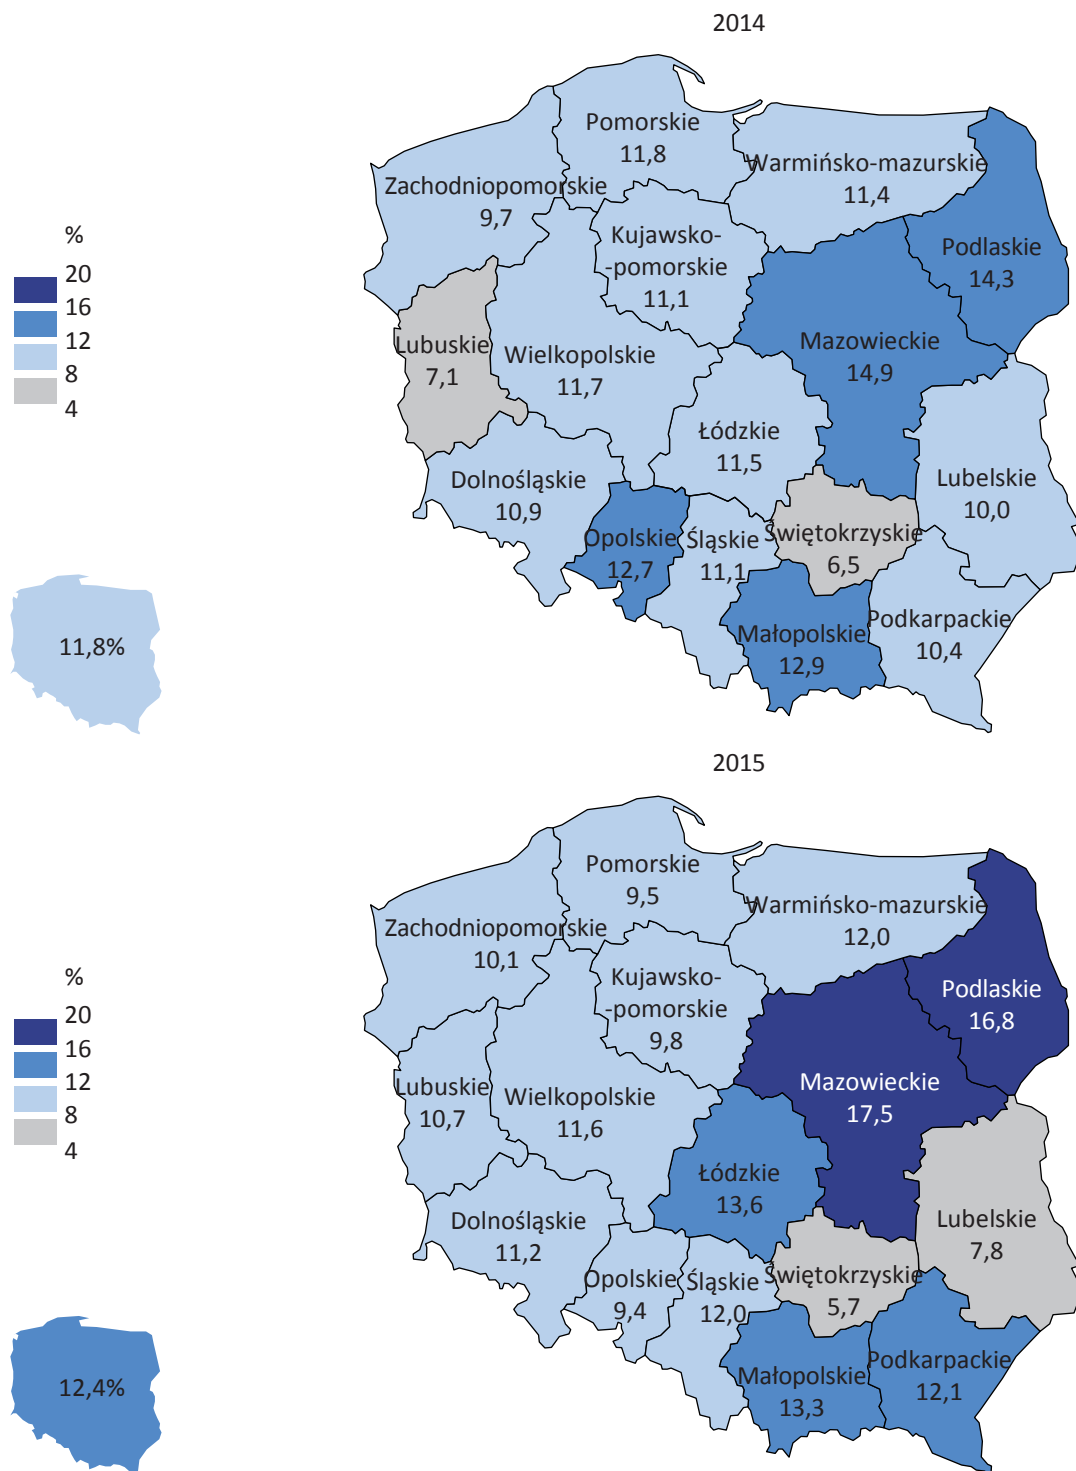 2014
Pomorskie
11,8
Warmińsko-mazurskie
11,4
Zachodniopomorskie
9,7
Kujawsko-
-pomorskie
11,1
Podlaskie
14,3
%
20
16
12
8
4
Lubuskie
7,1
Wielkopolskie
11,7
Mazowieckie
14,9
Łódzkie
11,5
Dolnośląskie
10,9
Lubelskie
10,0
Opolskie
12,7
Śląskie
11,1
Świętokrzyskie
6,5
Małopolskie
12,9
Podkarpackie
10,4
11,8%
2015
Pomorskie
9,5
Warmińsko-mazurskie
12,0
Zachodniopomorskie
10,1
Kujawsko-
-pomorskie
9,8
Podlaskie
16,8
%
20
16
12
8
4
Lubuskie
10,7
Wielkopolskie
11,6
Mazowieckie
17,5
Łódzkie
13,6
Dolnośląskie
11,2
Lubelskie
7,8
Opolskie
9,4
Śląskie
12,0
Świętokrzyskie
5,7
Małopolskie
13,3
Podkarpackie
12,1
12,4%